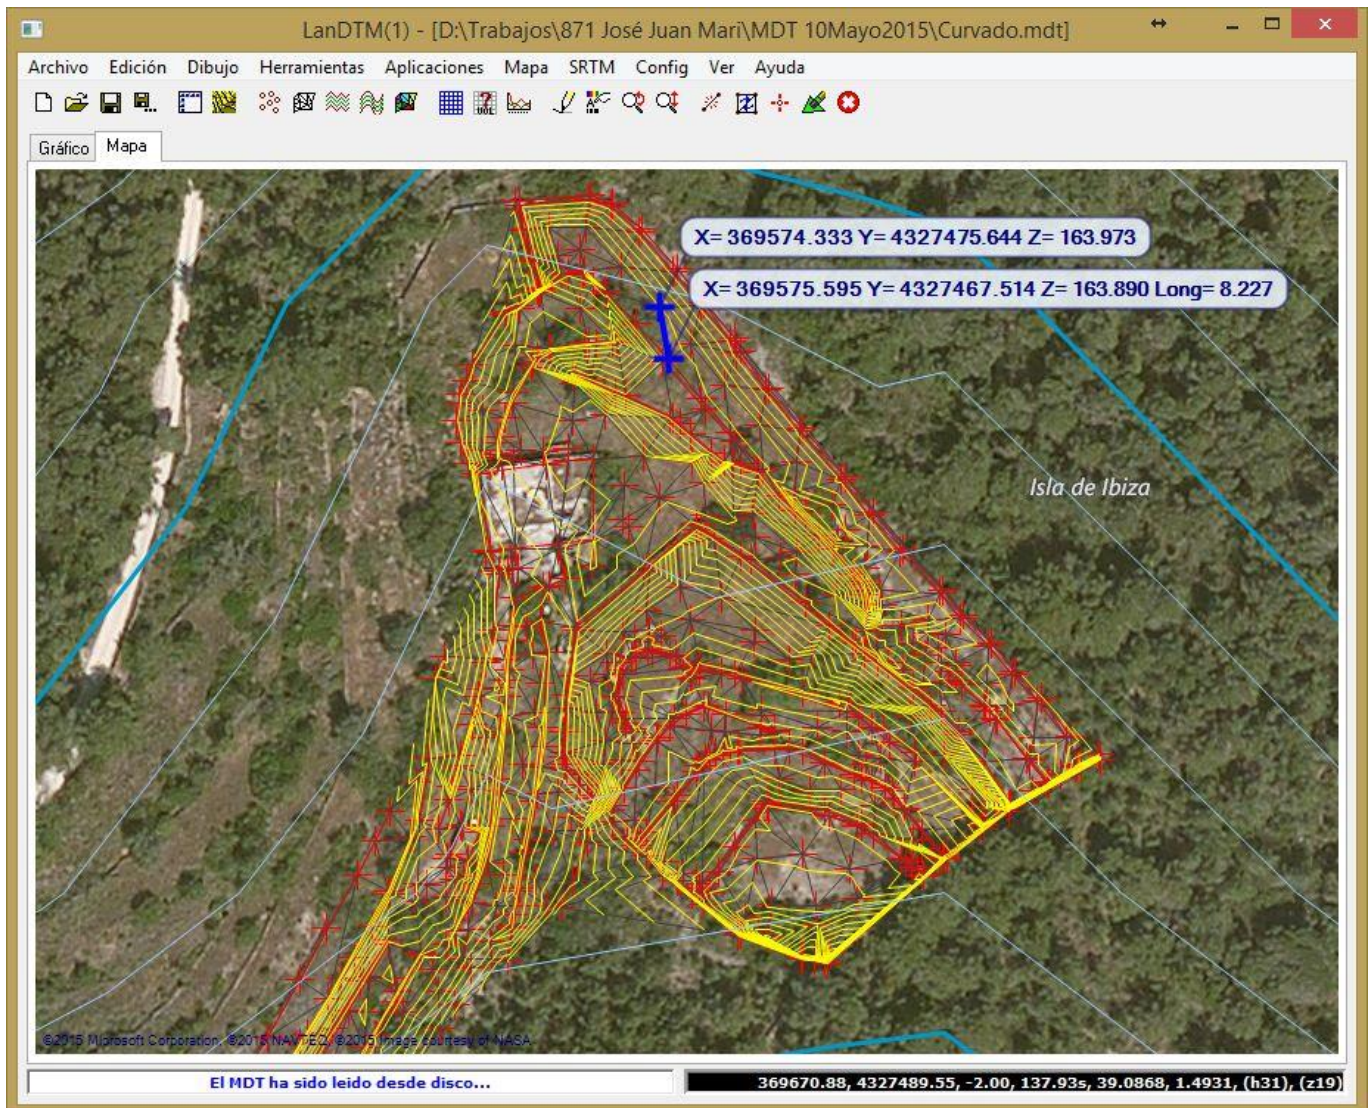 LanDTM(1) - [D:\Trabajos\871 José Juan Mari\MDT 10Mayo2015\Curvado.mdt]
Archivo Edición Dibujo Herramientas Aplicaciones Mapa SRTM Config Ver Ayuda
Gráfico Mapa
X= 369574.333 Y= 4327475.644 Z= 163.973
X= 369575.595 Y= 4327467.514 Z= 163.890 Long= 8.227
Isla de Ibiza
©2015 Microsoft Corporation, ©2015 NAVTEQ, ©2015 Image courtesy of NASA
El MDT ha sido leido desde disco...
369670.88, 4327489.55, -2.00, 137.93s, 39.0868, 1.4931, (h31), (z19)